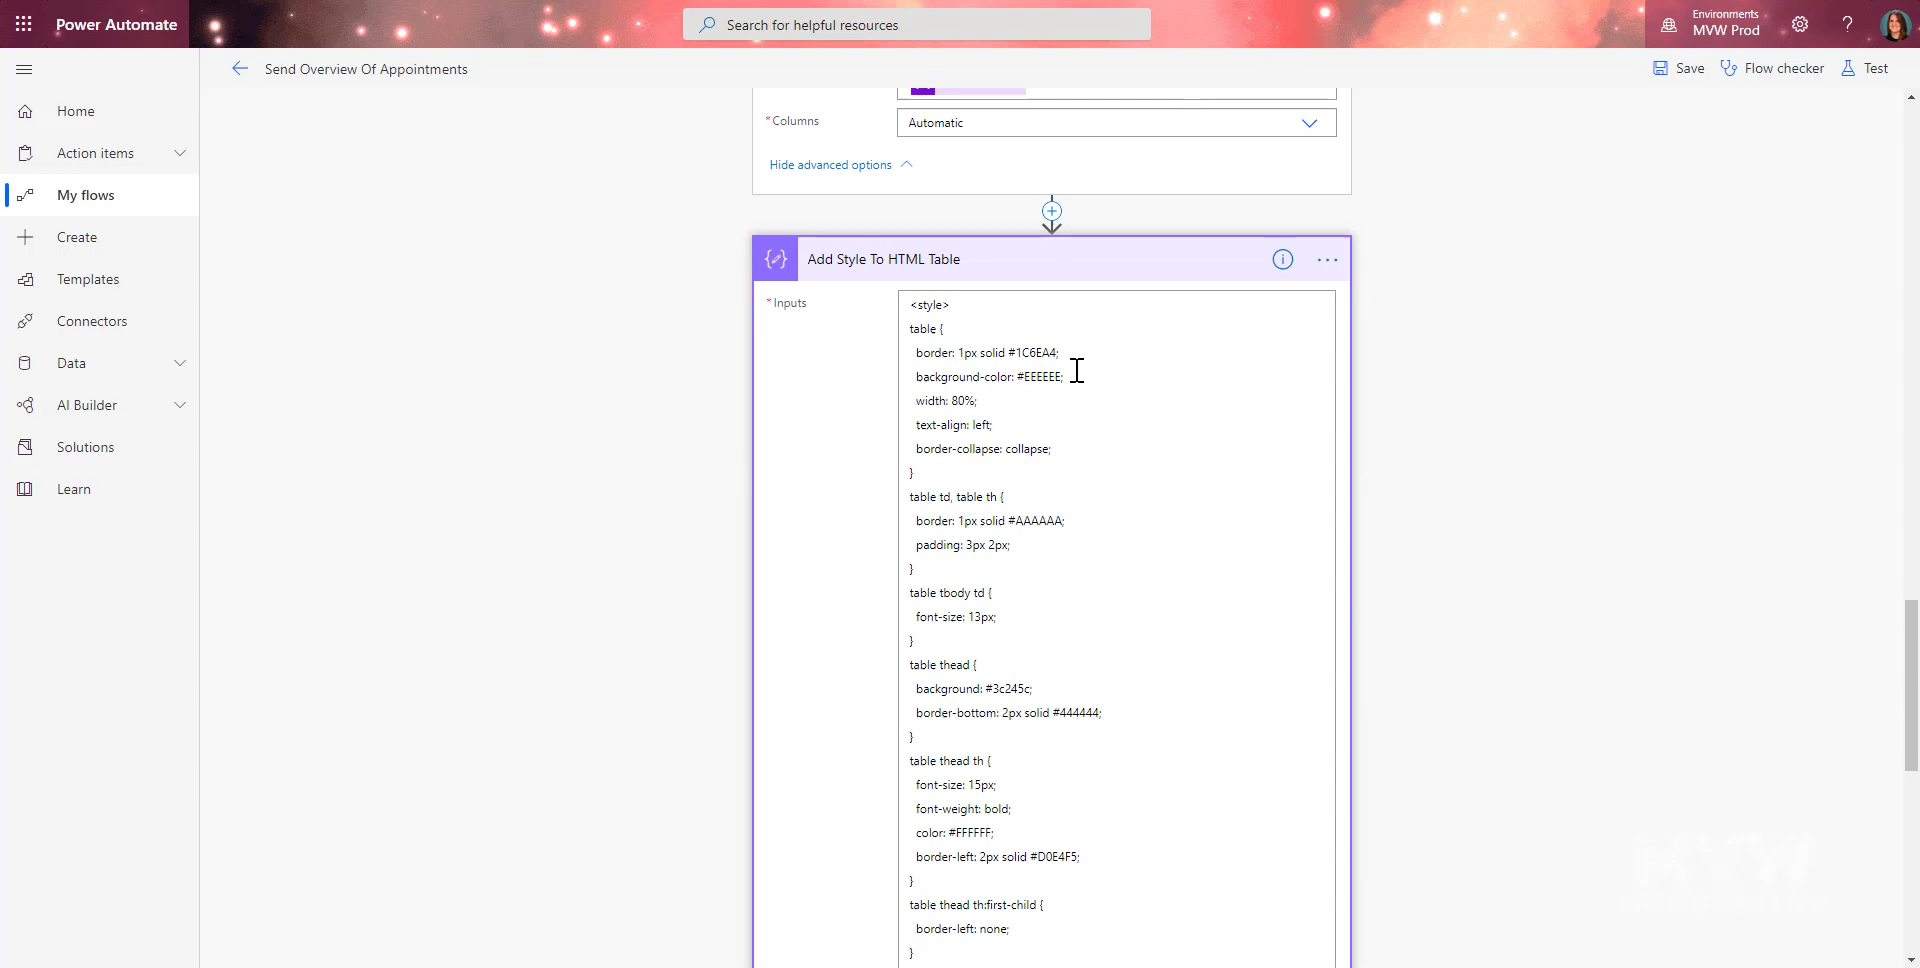 Power Automate
Search for helpful resources
Environments
MVW Prod
?
Send Overview Of Appointments
Save
Flow checker
Test
Home
Action items
My flows
Create
Templates
Connectors
Data
AI Builder
Solutions
Learn
*Columns
Automatic
Hide advanced options
Add Style To HTML Table
*Inputs
<style>
table {
border: 1px solid #1C6EA4;
background-color: #EEEEEE;
width: 80%;
text-align: left;
border-collapse: collapse;
}
table td, table th {
border: 1px solid #AAAAAA;
padding: 3px 2px;
}
table tbody td {
font-size: 13px;
}
table thead {
background: #3c245c;
border-bottom: 2px solid #444444;
}
table thead th {
font-size: 15px;
font-weight: bold;
color: #FFFFFF;
border-left: 2px solid #D0E4F5;
}
table thead th:first-child {
border-left: none;
}